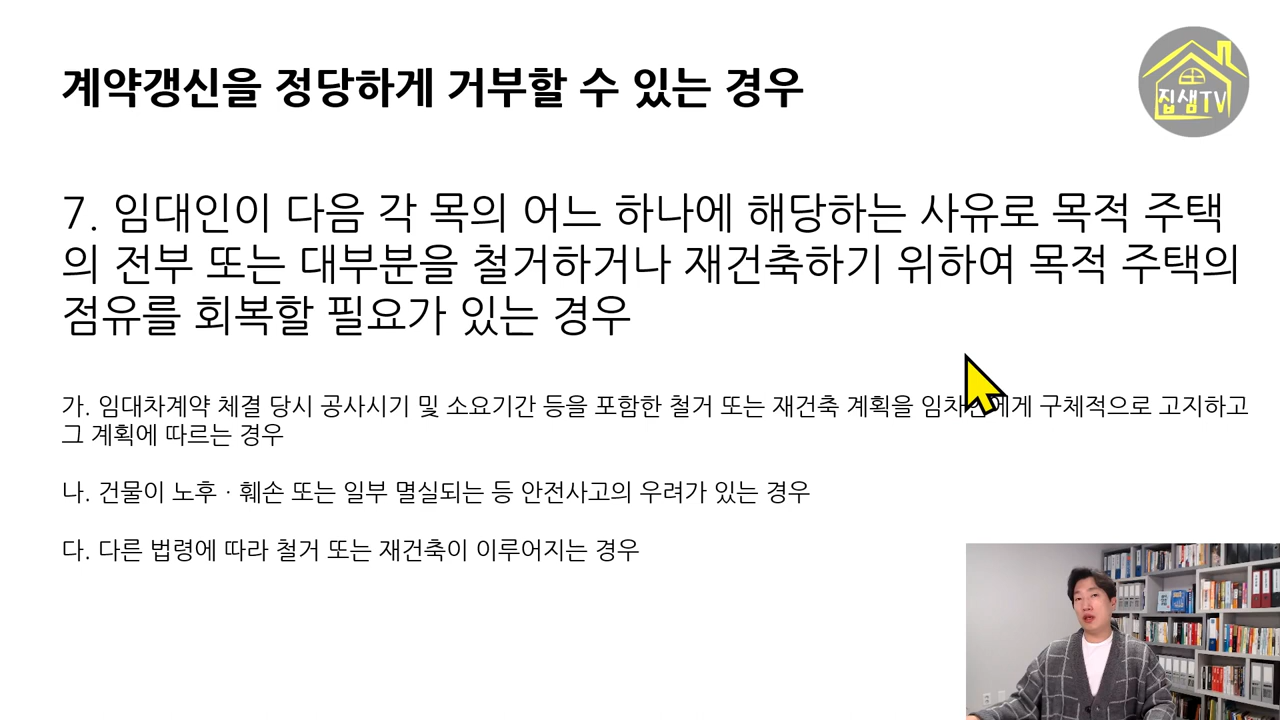 계약갱신을 정당하게 거부할 수 있는 경우
집샘TV
7. 임대인이 다음 각 목의 어느 하나에 해당하는 사유로 목적 주택
의 전부 또는 대부분을 철거하거나 재건축하기 위하여 목적 주택의
점유를 회복할 필요가 있는 경우
가. 임대차계약 체결 당시 공사시기 및 소요기간 등을 포함한 철거 또는 재건축 계획을 임차인에게 구체적으로 고지하고
그 계획에 따르는 경우
나. 건물이 노후ㆍ훼손 또는 일부 멸실되는 등 안전사고의 우려가 있는 경우
다. 다른 법령에 따라 철거 또는 재건축이 이루어지는 경우